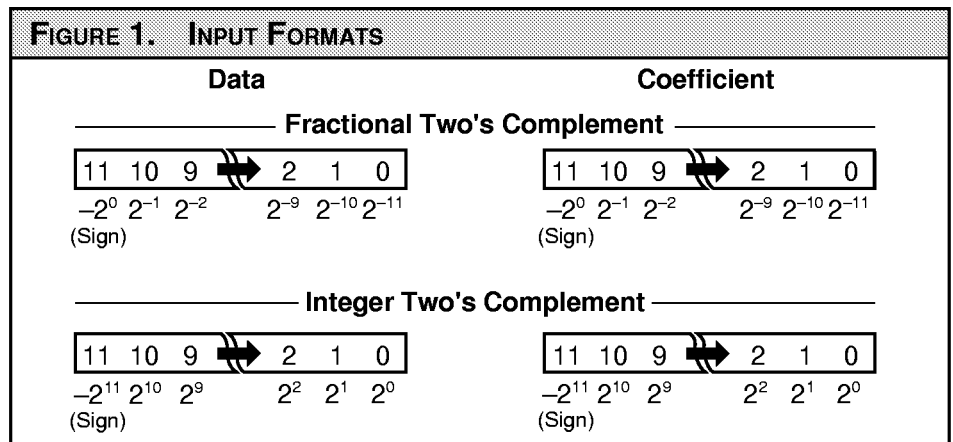 FIGURE 1. INPUT FORMATS
Data Coefficient
Fractional Two's Complement
11 10 9 2 1 0 11 10 9 2 1 0
–2⁰ 2⁻¹ 2⁻² 2⁻⁹ 2⁻¹⁰ 2⁻¹¹ –2⁰ 2⁻¹ 2⁻² 2⁻⁹ 2⁻¹⁰ 2⁻¹¹
(Sign) (Sign)
Integer Two's Complement
11 10 9 2 1 0 11 10 9 2 1 0
–2¹¹ 2¹⁰ 2⁹ 2² 2¹ 2⁰ –2¹¹ 2¹⁰ 2⁹ 2² 2¹ 2⁰
(Sign) (Sign)